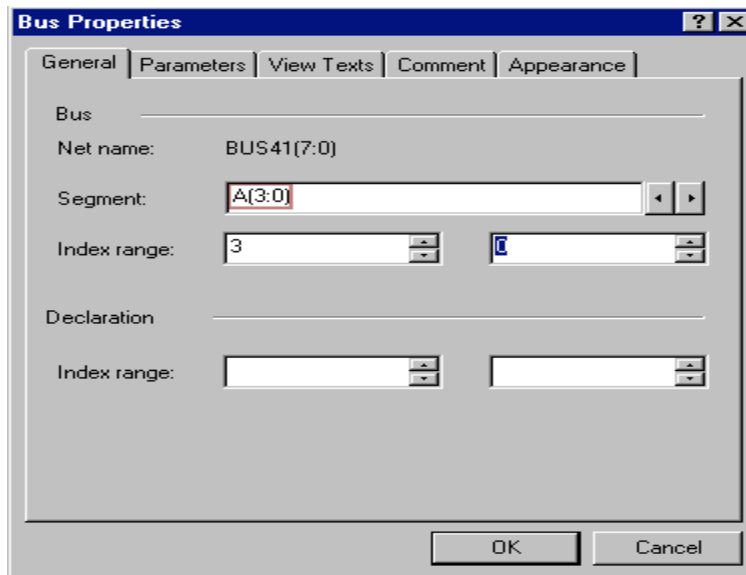 Bus Properties
General Parameters View Texts Comment Appearance
Bus
Net name: BUS41(7:0)
Segment: A(3:0)
Index range: 3 0
Declaration
Index range:
OK Cancel